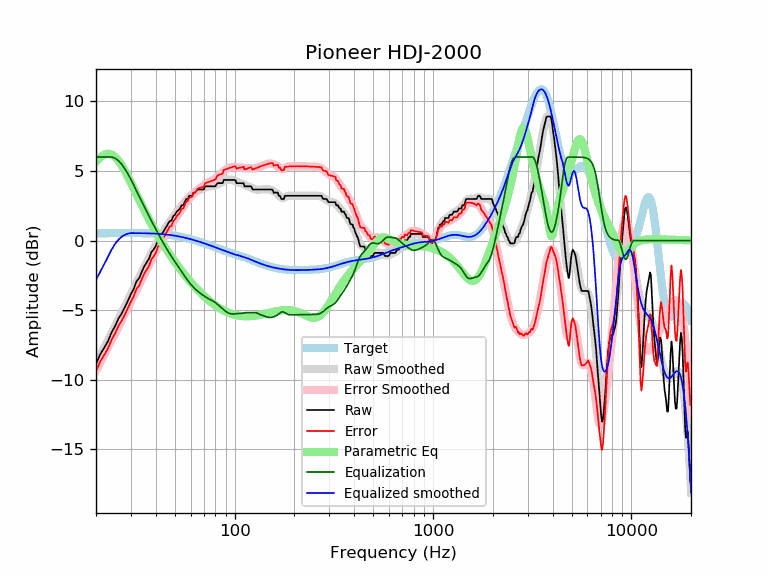 Pioneer HDJ-2000
10
5
0
−5
−10
−15
Amplitude (dBr)
Target
Raw Smoothed
Error Smoothed
Raw
Error
Parametric Eq
Equalization
Equalized smoothed
100
1000
10000
Frequency (Hz)